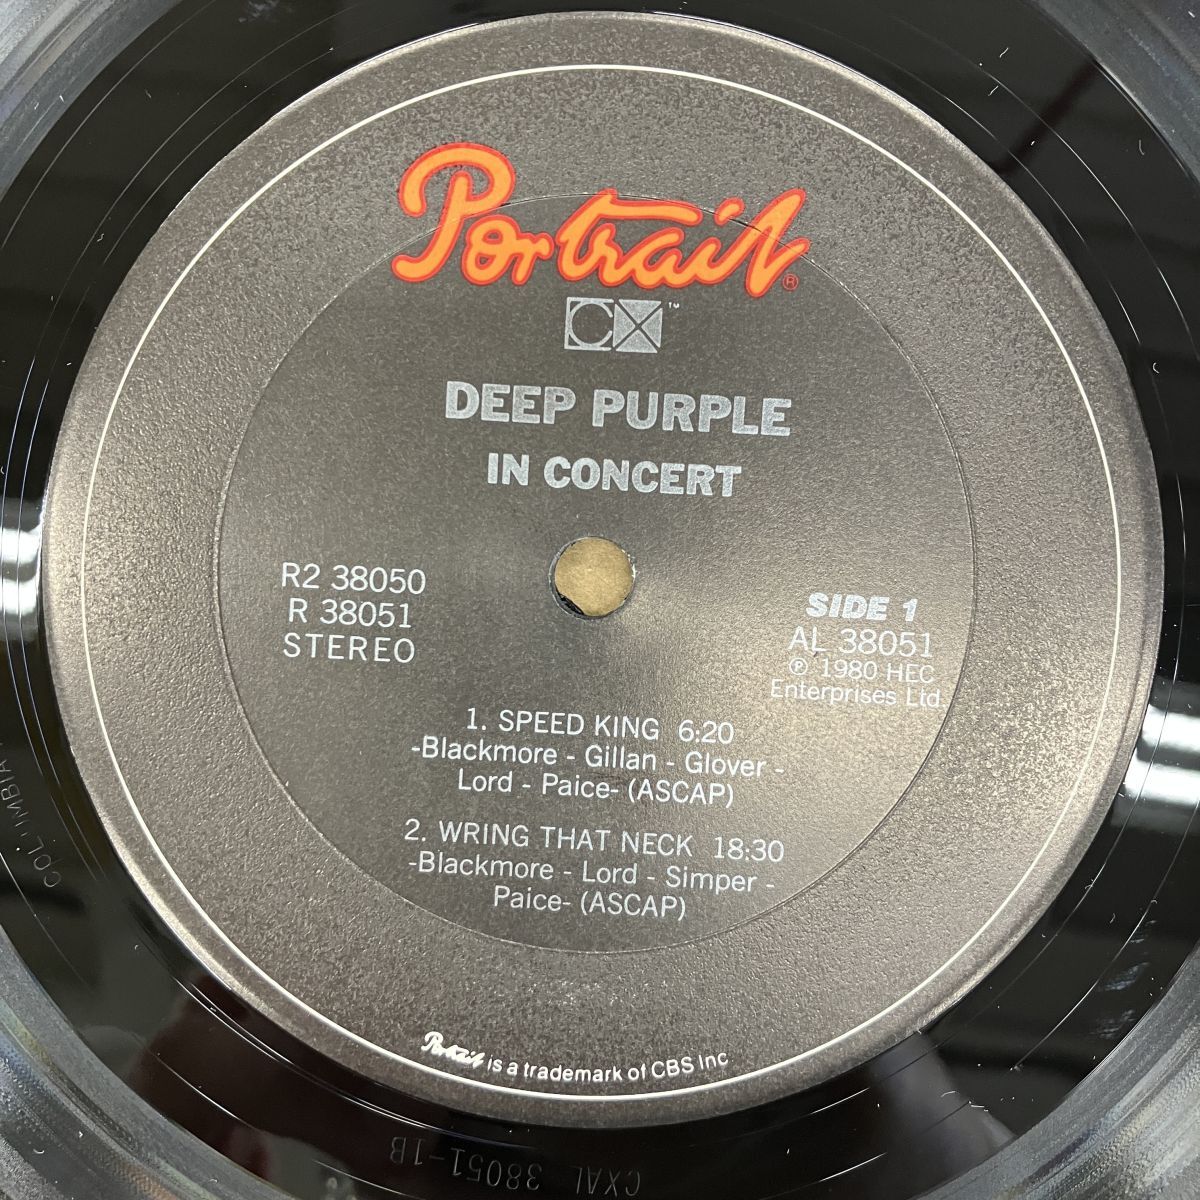 Portrait®
CX™
DEEP PURPLE
IN CONCERT
R2 38050
R 38051
STEREO
SIDE 1
AL 38051
℗ 1980 HEC
Enterprises Ltd
1. SPEED KING 6:20
-Blackmore - Gillan - Glover -
Lord - Paice- (ASCAP)
2. WRING THAT NECK 18:30
-Blackmore - Lord - Simper -
Paice- (ASCAP)
Portrait is a trademark of CBS Inc
COLUMBIA
CXAL 38051-1B